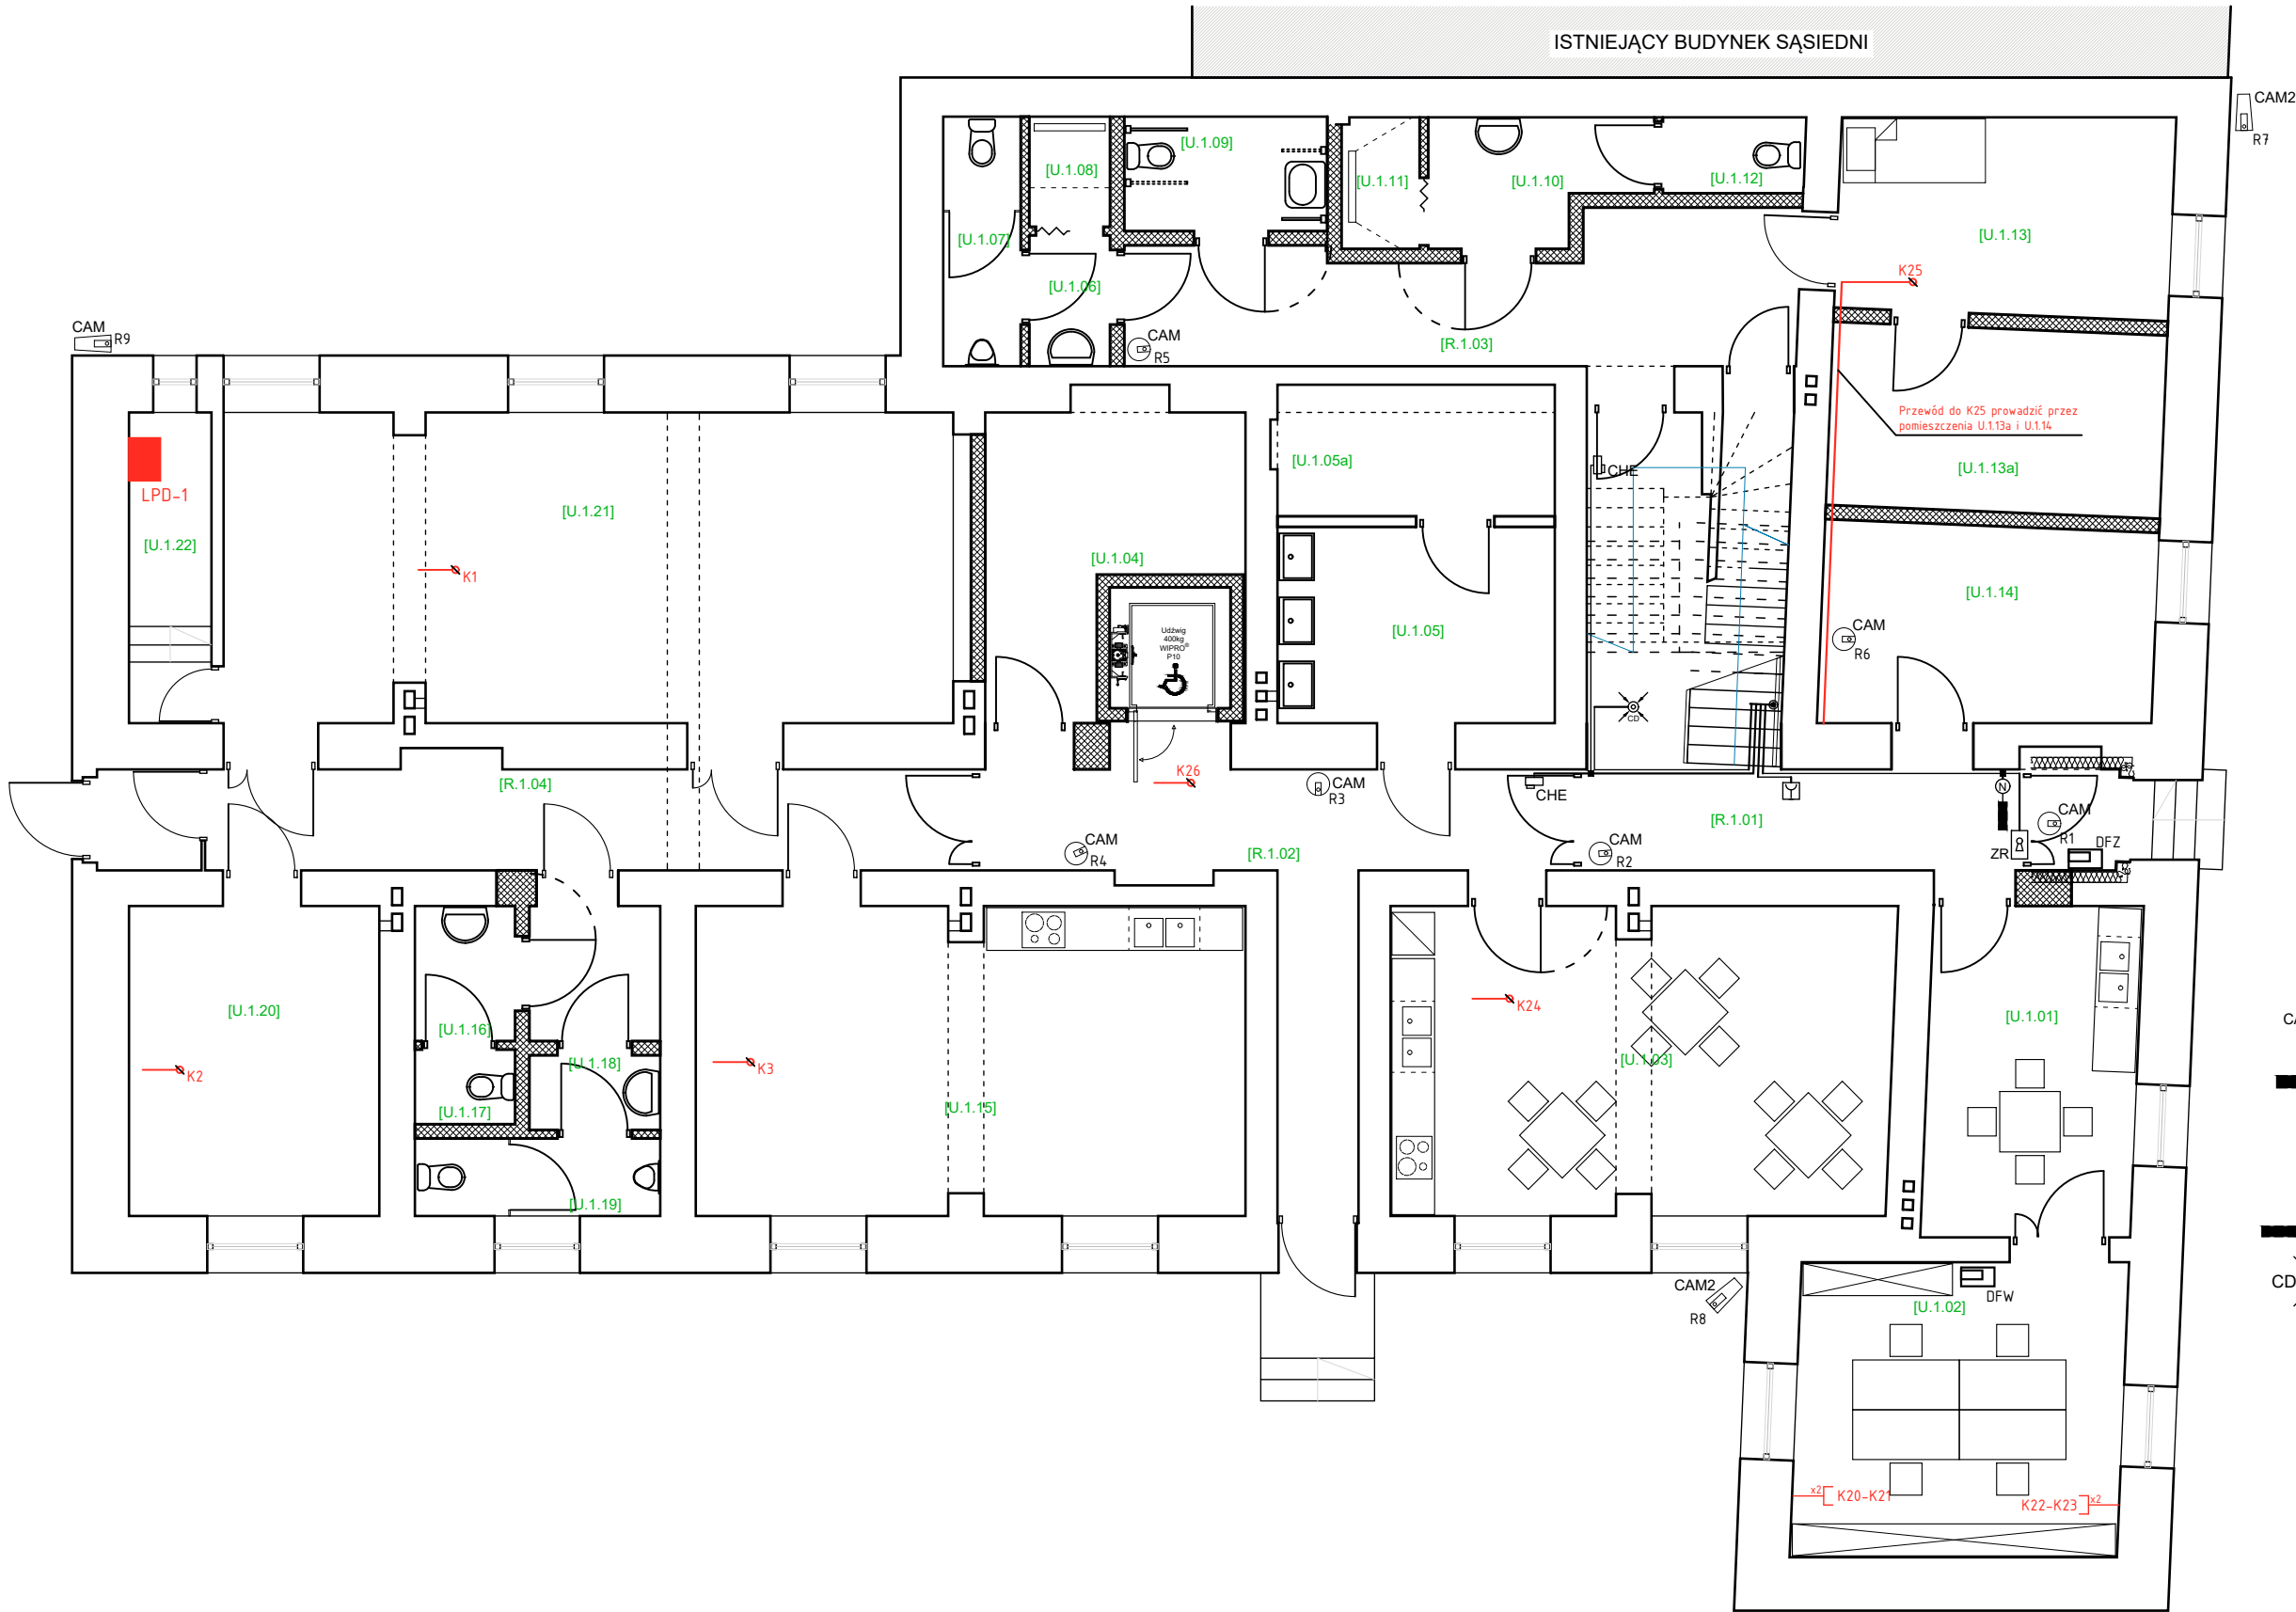 ISTNIEJĄCY BUDYNEK SĄSIEDNI
CAM2
R7
[U.1.09]
[U.1.08]
[U.1.11]
[U.1.10]
[U.1.12]
[U.1.07]
[U.1.13]
K25
[U.1.06]
CAM
R9
CAM
R5
[R.1.03]
Przewód do K25 prowadzić przez
pomieszczenia U.1.13a i U.1.14
[U.1.05a]
[U.1.13a]
CHE
LPD-1
[U.1.21]
[U.1.22]
[U.1.04]
K1
[U.1.14]
Udźwig
400kg
WIPRO®
P10
[U.1.05]
CAM
R6
CD
K26
[R.1.04]
CAM
R3
CHE
N
[R.1.01]
CAM
R1
CAM
R4
[R.1.02]
CAM
R2
ZR
DFZ
[U.1.20]
[U.1.16]
K24
[U.1.01]
K2
[U.1.18]
K3
[U.1.03]
[U.1.17]
[U.1.15]
[U.1.19]
CAM2
R8
DFW
[U.1.02]
CD
x2
K20-K21
K22-K23
x2